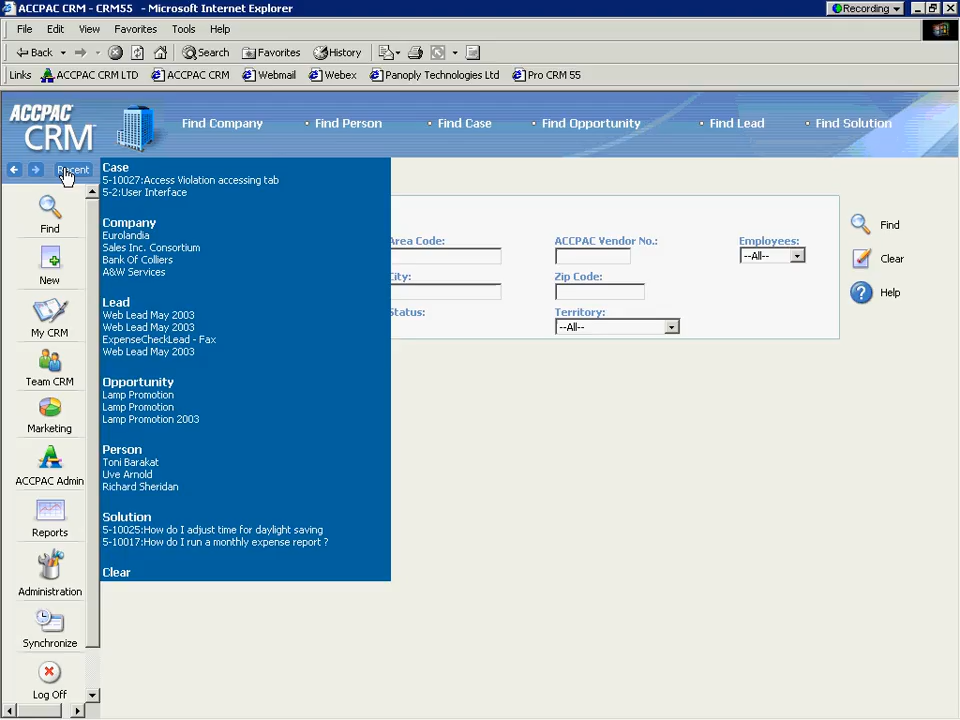 ACCPAC CRM - CRM55 - Microsoft Internet Explorer
Recording
File Edit View Favorites Tools Help
Back Search Favorites History
Links ACCPAC CRM LTD ACCPAC CRM Webmail Webex Panoply Technologies Ltd Pro CRM 55
ACCPAC
CRM
Find Company · Find Person · Find Case · Find Opportunity · Find Lead · Find Solution
Recent
Find
New
My CRM
Team CRM
Marketing
ACCPAC Admin
Reports
Administration
Synchronize
Log Off
Case
5-10027:Access Violation accessing tab
5-2:User Interface
Company
Eurolandia
Sales Inc. Consortium
Bank Of Colliers
A&W Services
Lead
Web Lead May 2003
Web Lead May 2003
ExpenseCheckLead - Fax
Web Lead May 2003
Opportunity
Lamp Promotion
Lamp Promotion
Lamp Promotion 2003
Person
Toni Barakat
Uve Arnold
Richard Sheridan
Solution
5-10025:How do I adjust time for daylight saving
5-10017:How do I run a monthly expense report ?
Clear
Area Code: ACCPAC Vendor No.: Employees:
--All--
City: Zip Code:
Status: Territory:
--All--
Find
Clear
? Help